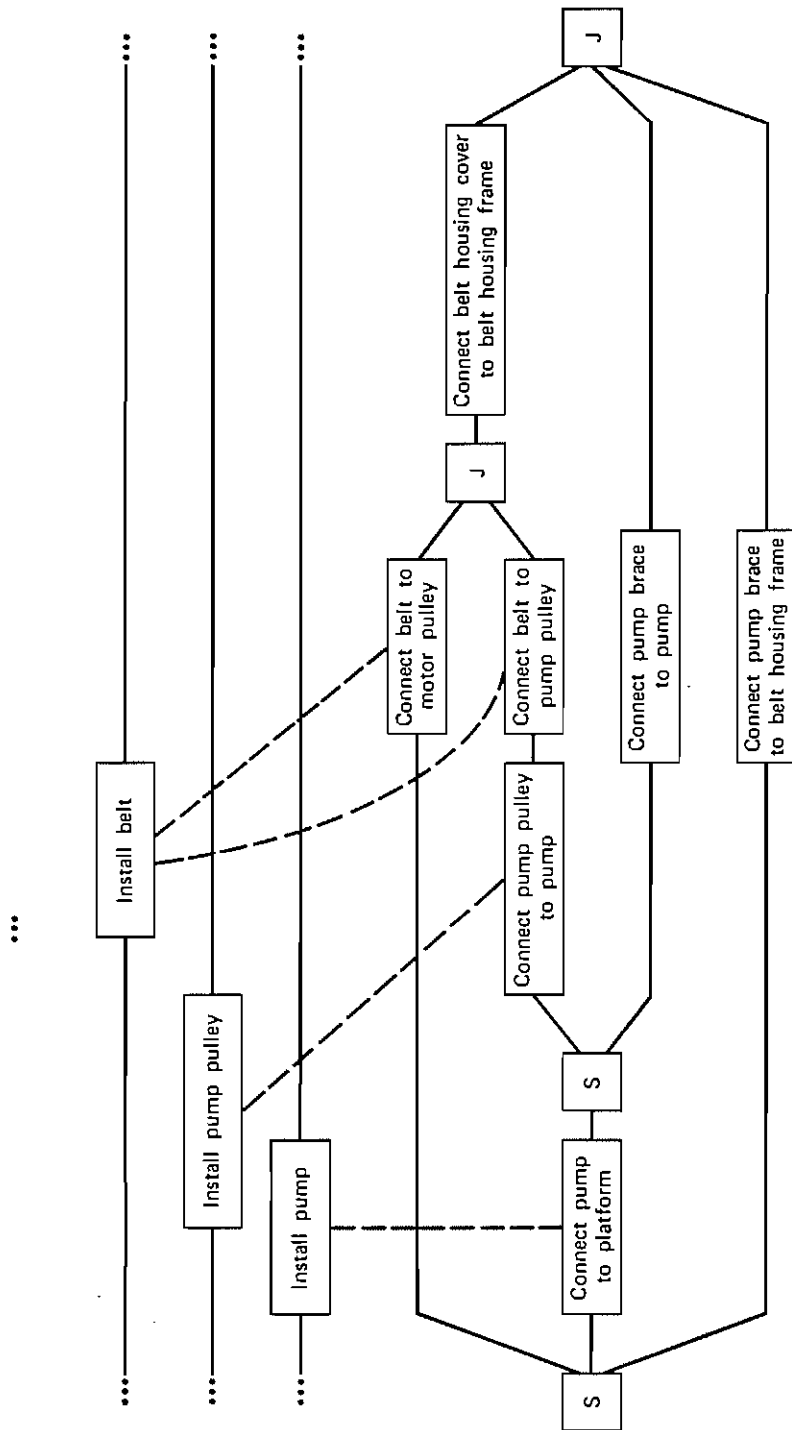 ...
... ...
Install belt
... ...
Install pump pulley
... ...
Install pump
Connect belt to
motor pulley
Connect pump pulley
to pump
Connect belt to
pump pulley
J
Connect belt housing cover
to belt housing frame
S
Connect pump
to platform
S
J
Connect pump brace
to pump
Connect pump brace
to belt housing frame